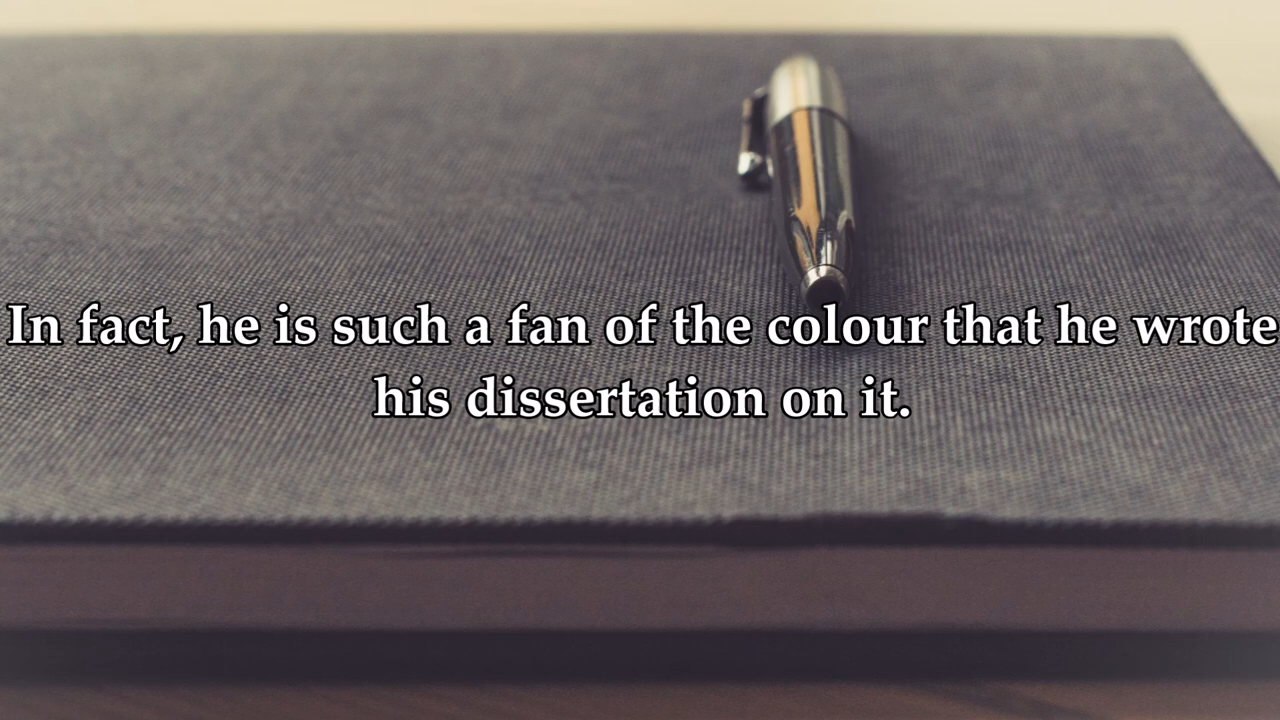 In fact, he is such a fan of the colour that he wrote
his dissertation on it.